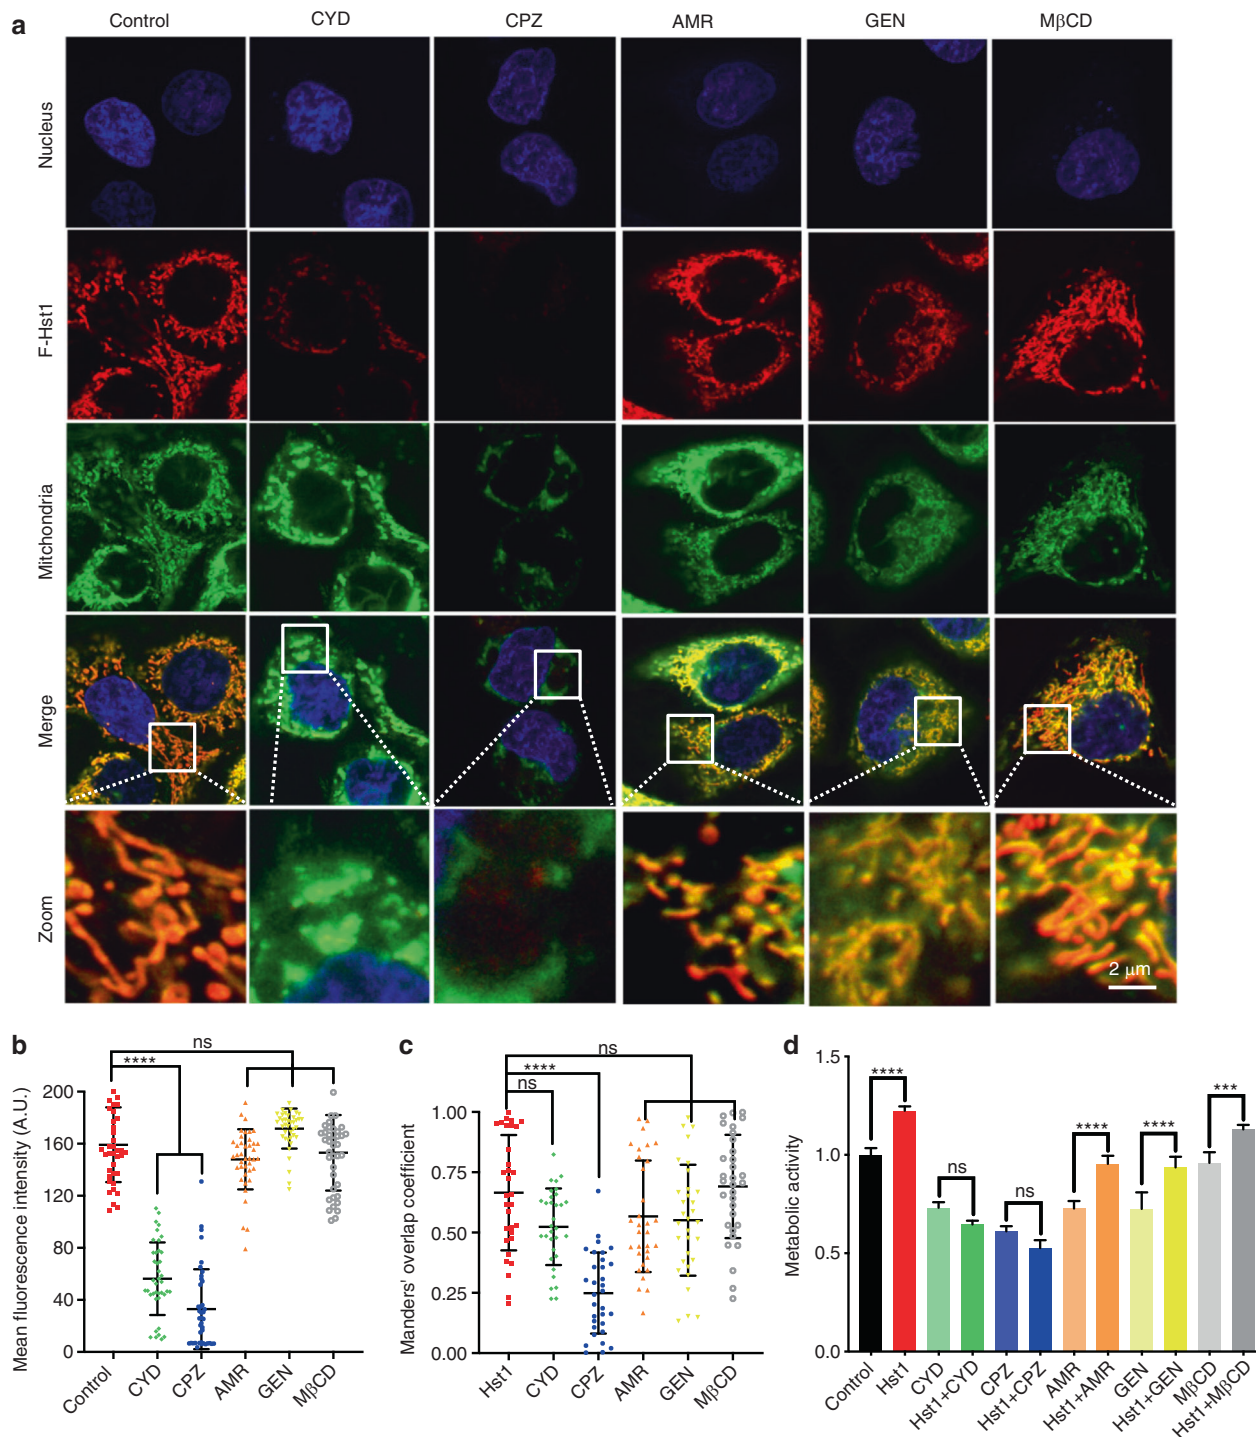 a
Control CYD CPZ AMR GEN MβCD
Nucleus
F-Hst1
Mitchondria
Merge
Zoom
2 μm
b
ns
****
Mean fluorescence intensity (A.U.)
200
160
120
80
40
0
Control CYD CPZ AMR GEN MβCD
c
ns
****
ns
Manders' overlap coefficient
1.00
0.75
0.50
0.25
0.00
Hst1 CYD CPZ AMR GEN MβCD
d
Metabolic activity
1.5
1.0
0.5
0.0
**** ns ns **** **** ***
Control Hst1 CYD Hst1+CYD CPZ Hst1+CPZ AMR Hst1+AMR GEN Hst1+GEN MβCD Hst1+MβCD